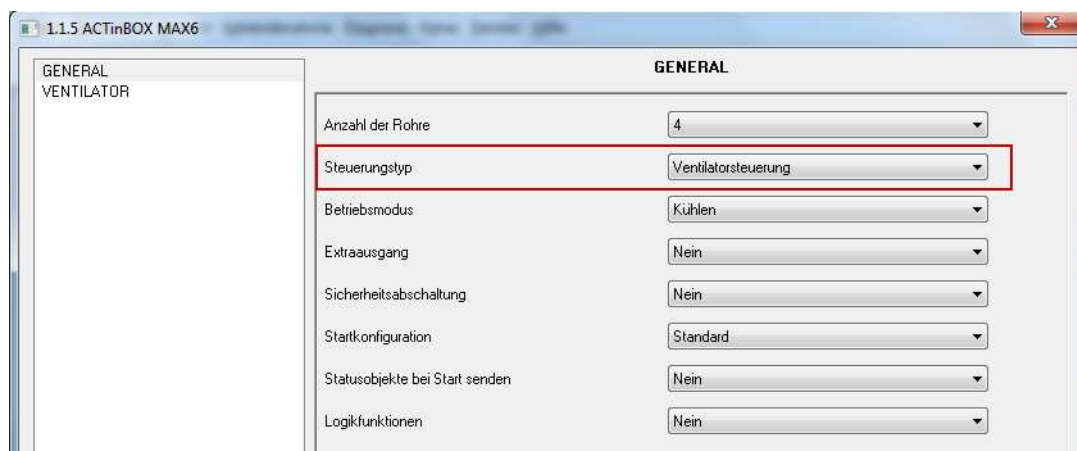 1.1.5 ACTinBOX MAX6
GENERAL
VENTILATOR
GENERAL
Anzahl der Rohre 4
Steuerungstyp Ventilatorsteuerung
Betriebsmodus Kühlen
Extraausgang Nein
Sicherheitsabschaltung Nein
Startkonfiguration Standard
Statusobjekte bei Start senden Nein
Logikfunktionen Nein